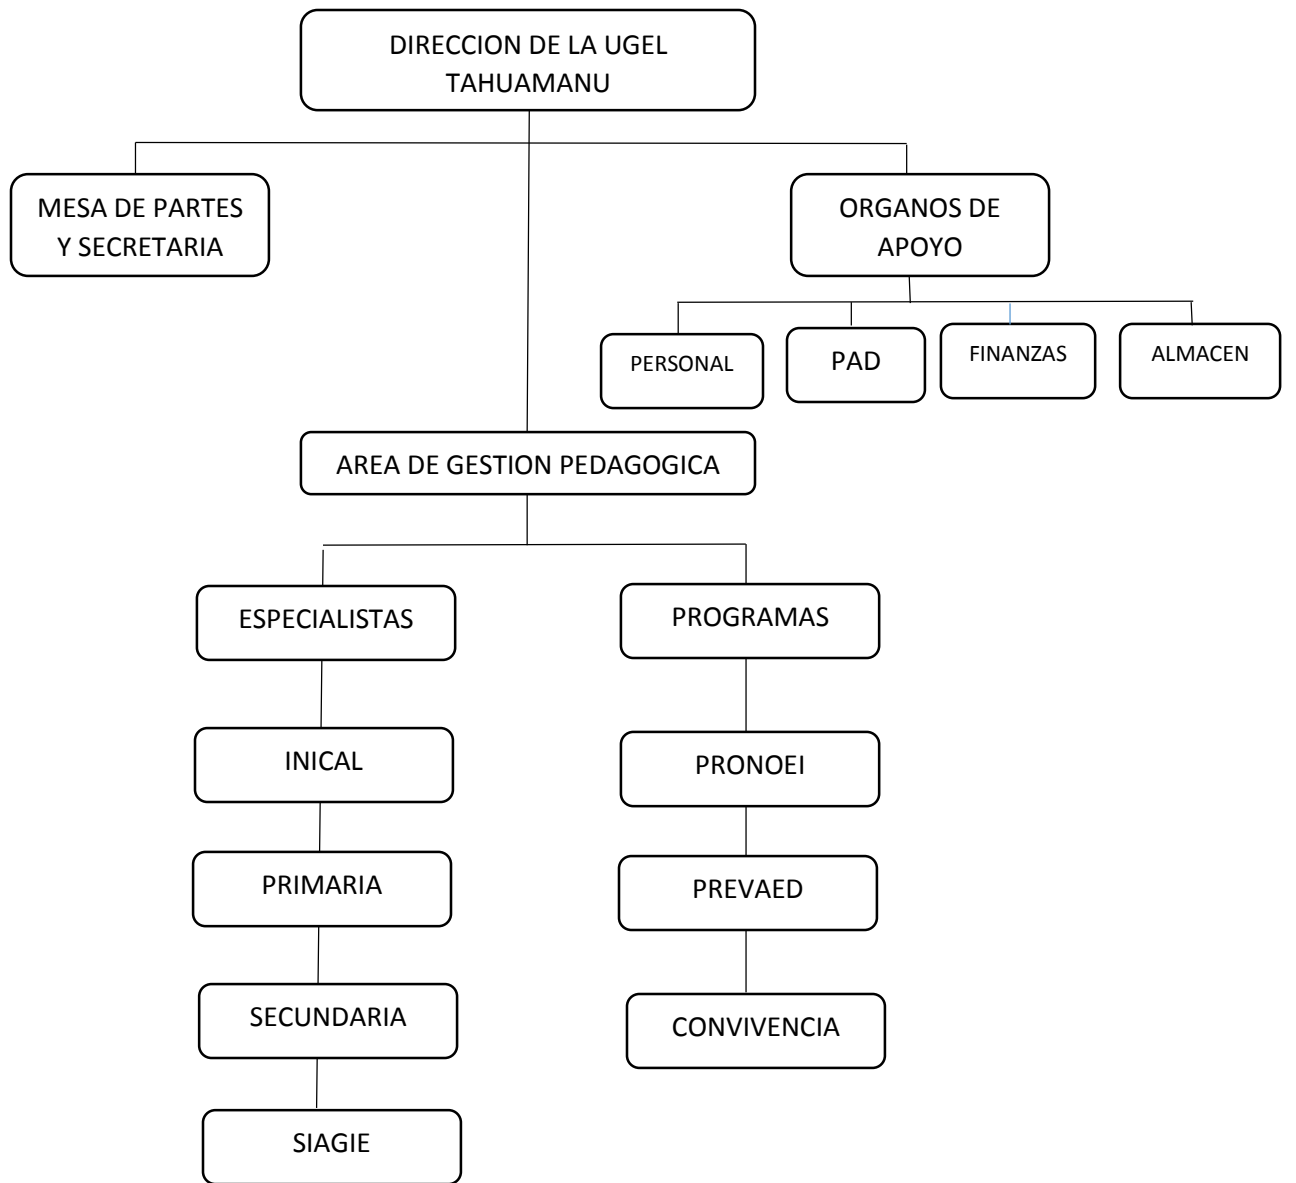 DIRECCION DE LA UGEL
TAHUAMANU
MESA DE PARTES
Y SECRETARIA
ORGANOS DE
APOYO
PERSONAL
PAD
FINANZAS
ALMACEN
AREA DE GESTION PEDAGOGICA
ESPECIALISTAS
PROGRAMAS
INICAL
PRONOEI
PRIMARIA
PREVAED
SECUNDARIA
CONVIVENCIA
SIAGIE